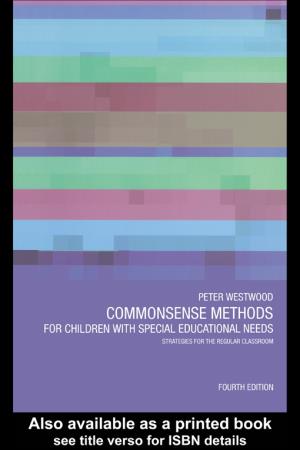 PETER WESTWOOD
COMMONSENSE METHODS
FOR CHILDREN WITH SPECIAL EDUCATIONAL NEEDS
STRATEGIES FOR THE REGULAR CLASSROOM
FOURTH EDITION
Also available as a printed book
see title verso for ISBN details